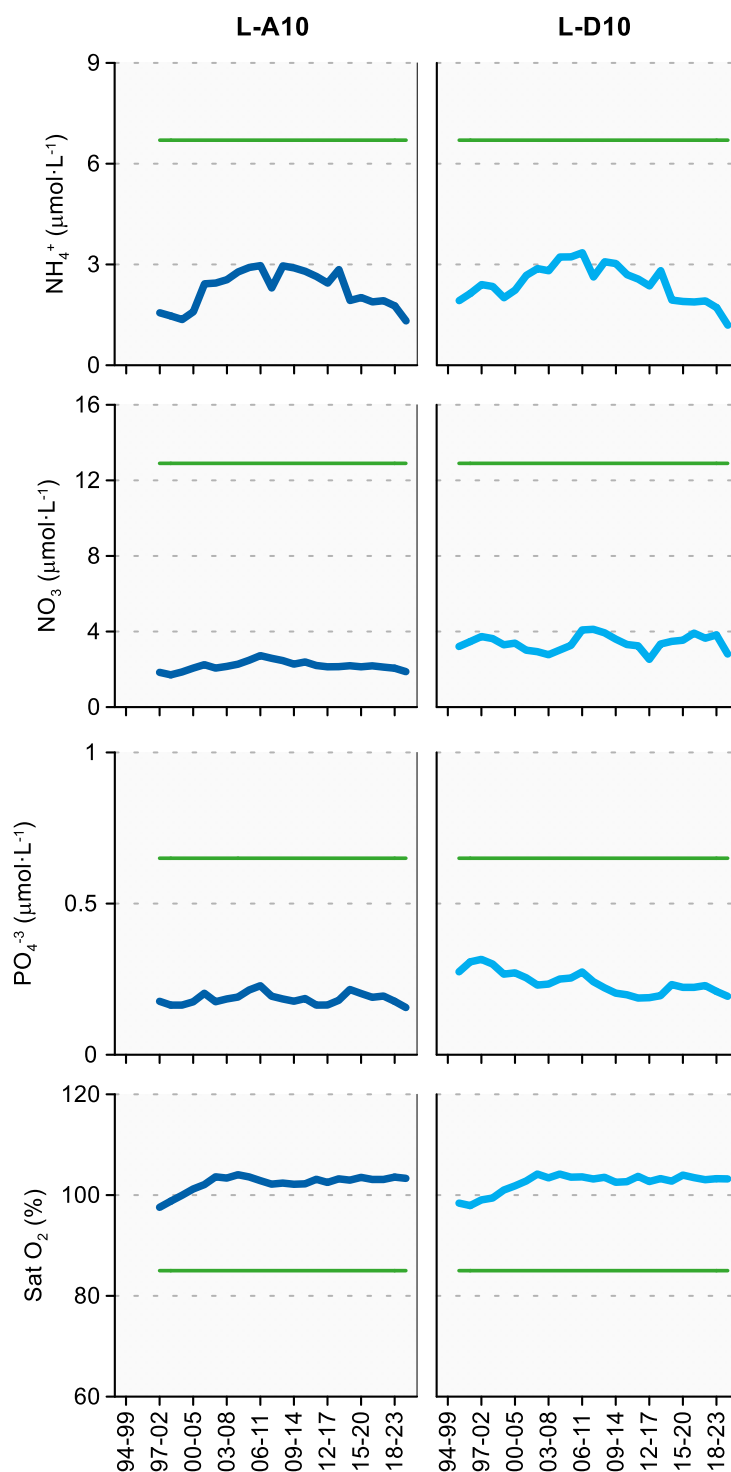 L-A10 L-D10
NH₄⁺ (μmol·L⁻¹)
9
6
3
0
NO₃ (μmol·L⁻¹)
16
12
8
4
0
PO₄⁻³ (μmol·L⁻¹)
1
0.5
0
Sat O₂ (%)
120
100
80
60
94-99 97-02 00-05 03-08 06-11 09-14 12-17 15-20 18-23 94-99 97-02 00-05 03-08 06-11 09-14 12-17 15-20 18-23